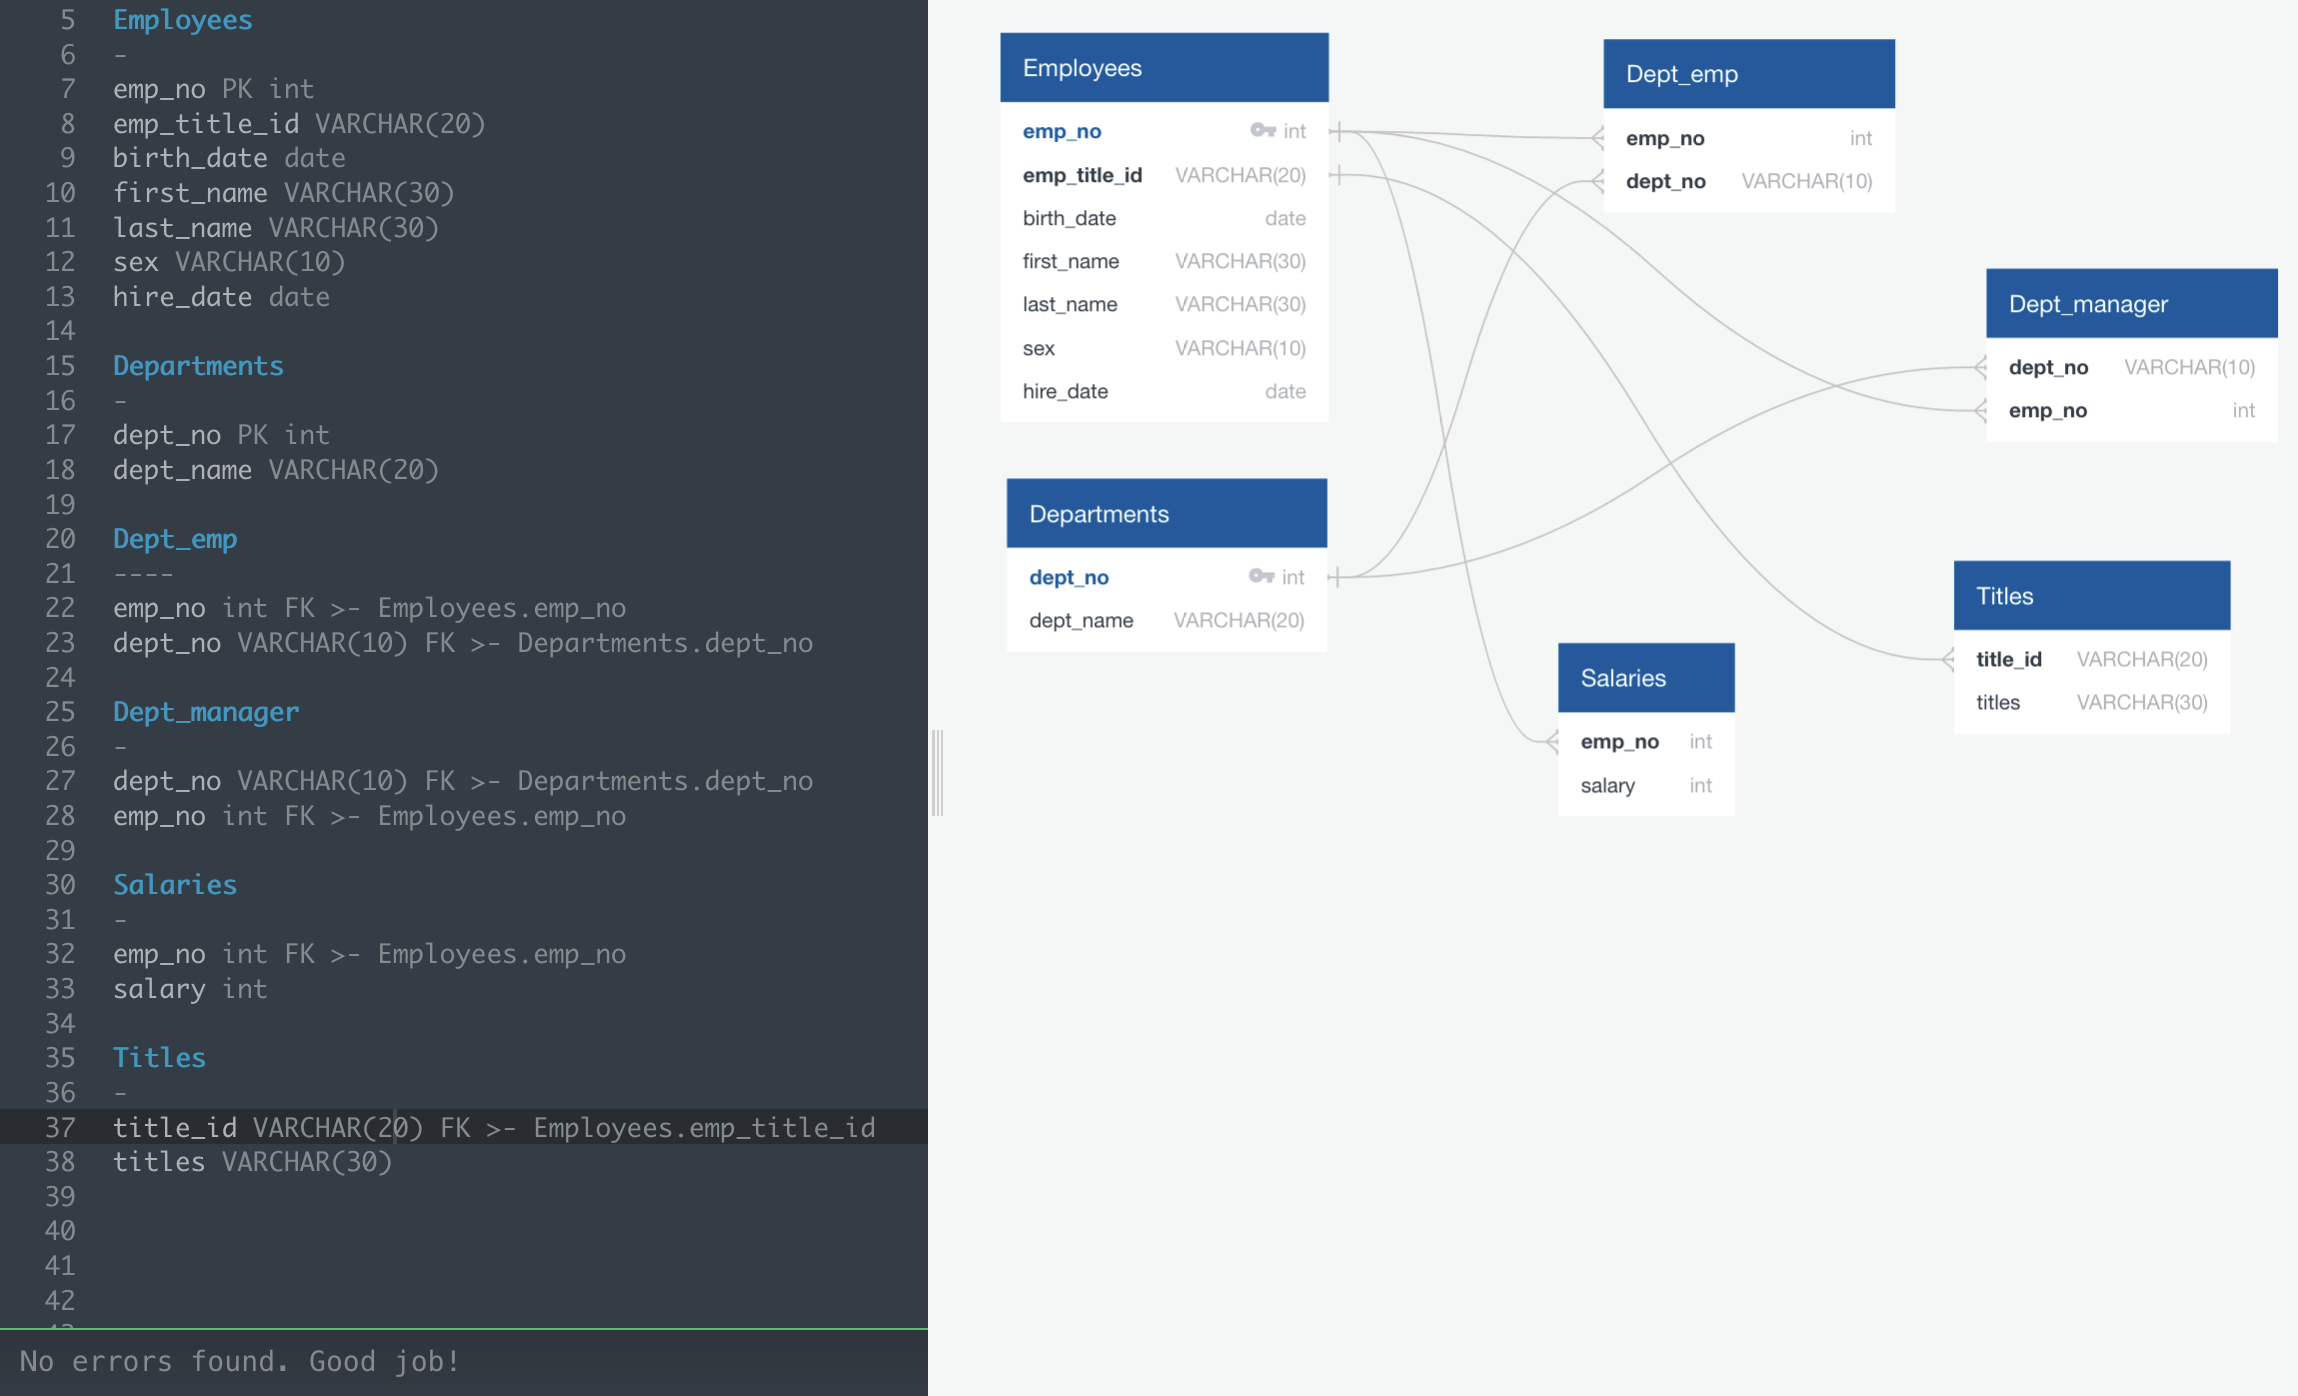 5 Employees
6 -
7 emp_no PK int
8 emp_title_id VARCHAR(20)
9 birth_date date
10 first_name VARCHAR(30)
11 last_name VARCHAR(30)
12 sex VARCHAR(10)
13 hire_date date
14
15 Departments
16 -
17 dept_no PK int
18 dept_name VARCHAR(20)
19
20 Dept_emp
21 ----
22 emp_no int FK >- Employees.emp_no
23 dept_no VARCHAR(10) FK >- Departments.dept_no
24
25 Dept_manager
26 -
27 dept_no VARCHAR(10) FK >- Departments.dept_no
28 emp_no int FK >- Employees.emp_no
29
30 Salaries
31 -
32 emp_no int FK >- Employees.emp_no
33 salary int
34
35 Titles
36 -
37 title_id VARCHAR(20) FK >- Employees.emp_title_id
38 titles VARCHAR(30)
39
40
41
42
No errors found. Good job!
Employees
emp_no int
emp_title_id VARCHAR(20)
birth_date date
first_name VARCHAR(30)
last_name VARCHAR(30)
sex VARCHAR(10)
hire_date date
Dept_emp
emp_no int
dept_no VARCHAR(10)
Dept_manager
dept_no VARCHAR(10)
emp_no int
Departments
dept_no int
dept_name VARCHAR(20)
Titles
title_id VARCHAR(20)
titles VARCHAR(30)
Salaries
emp_no int
salary int